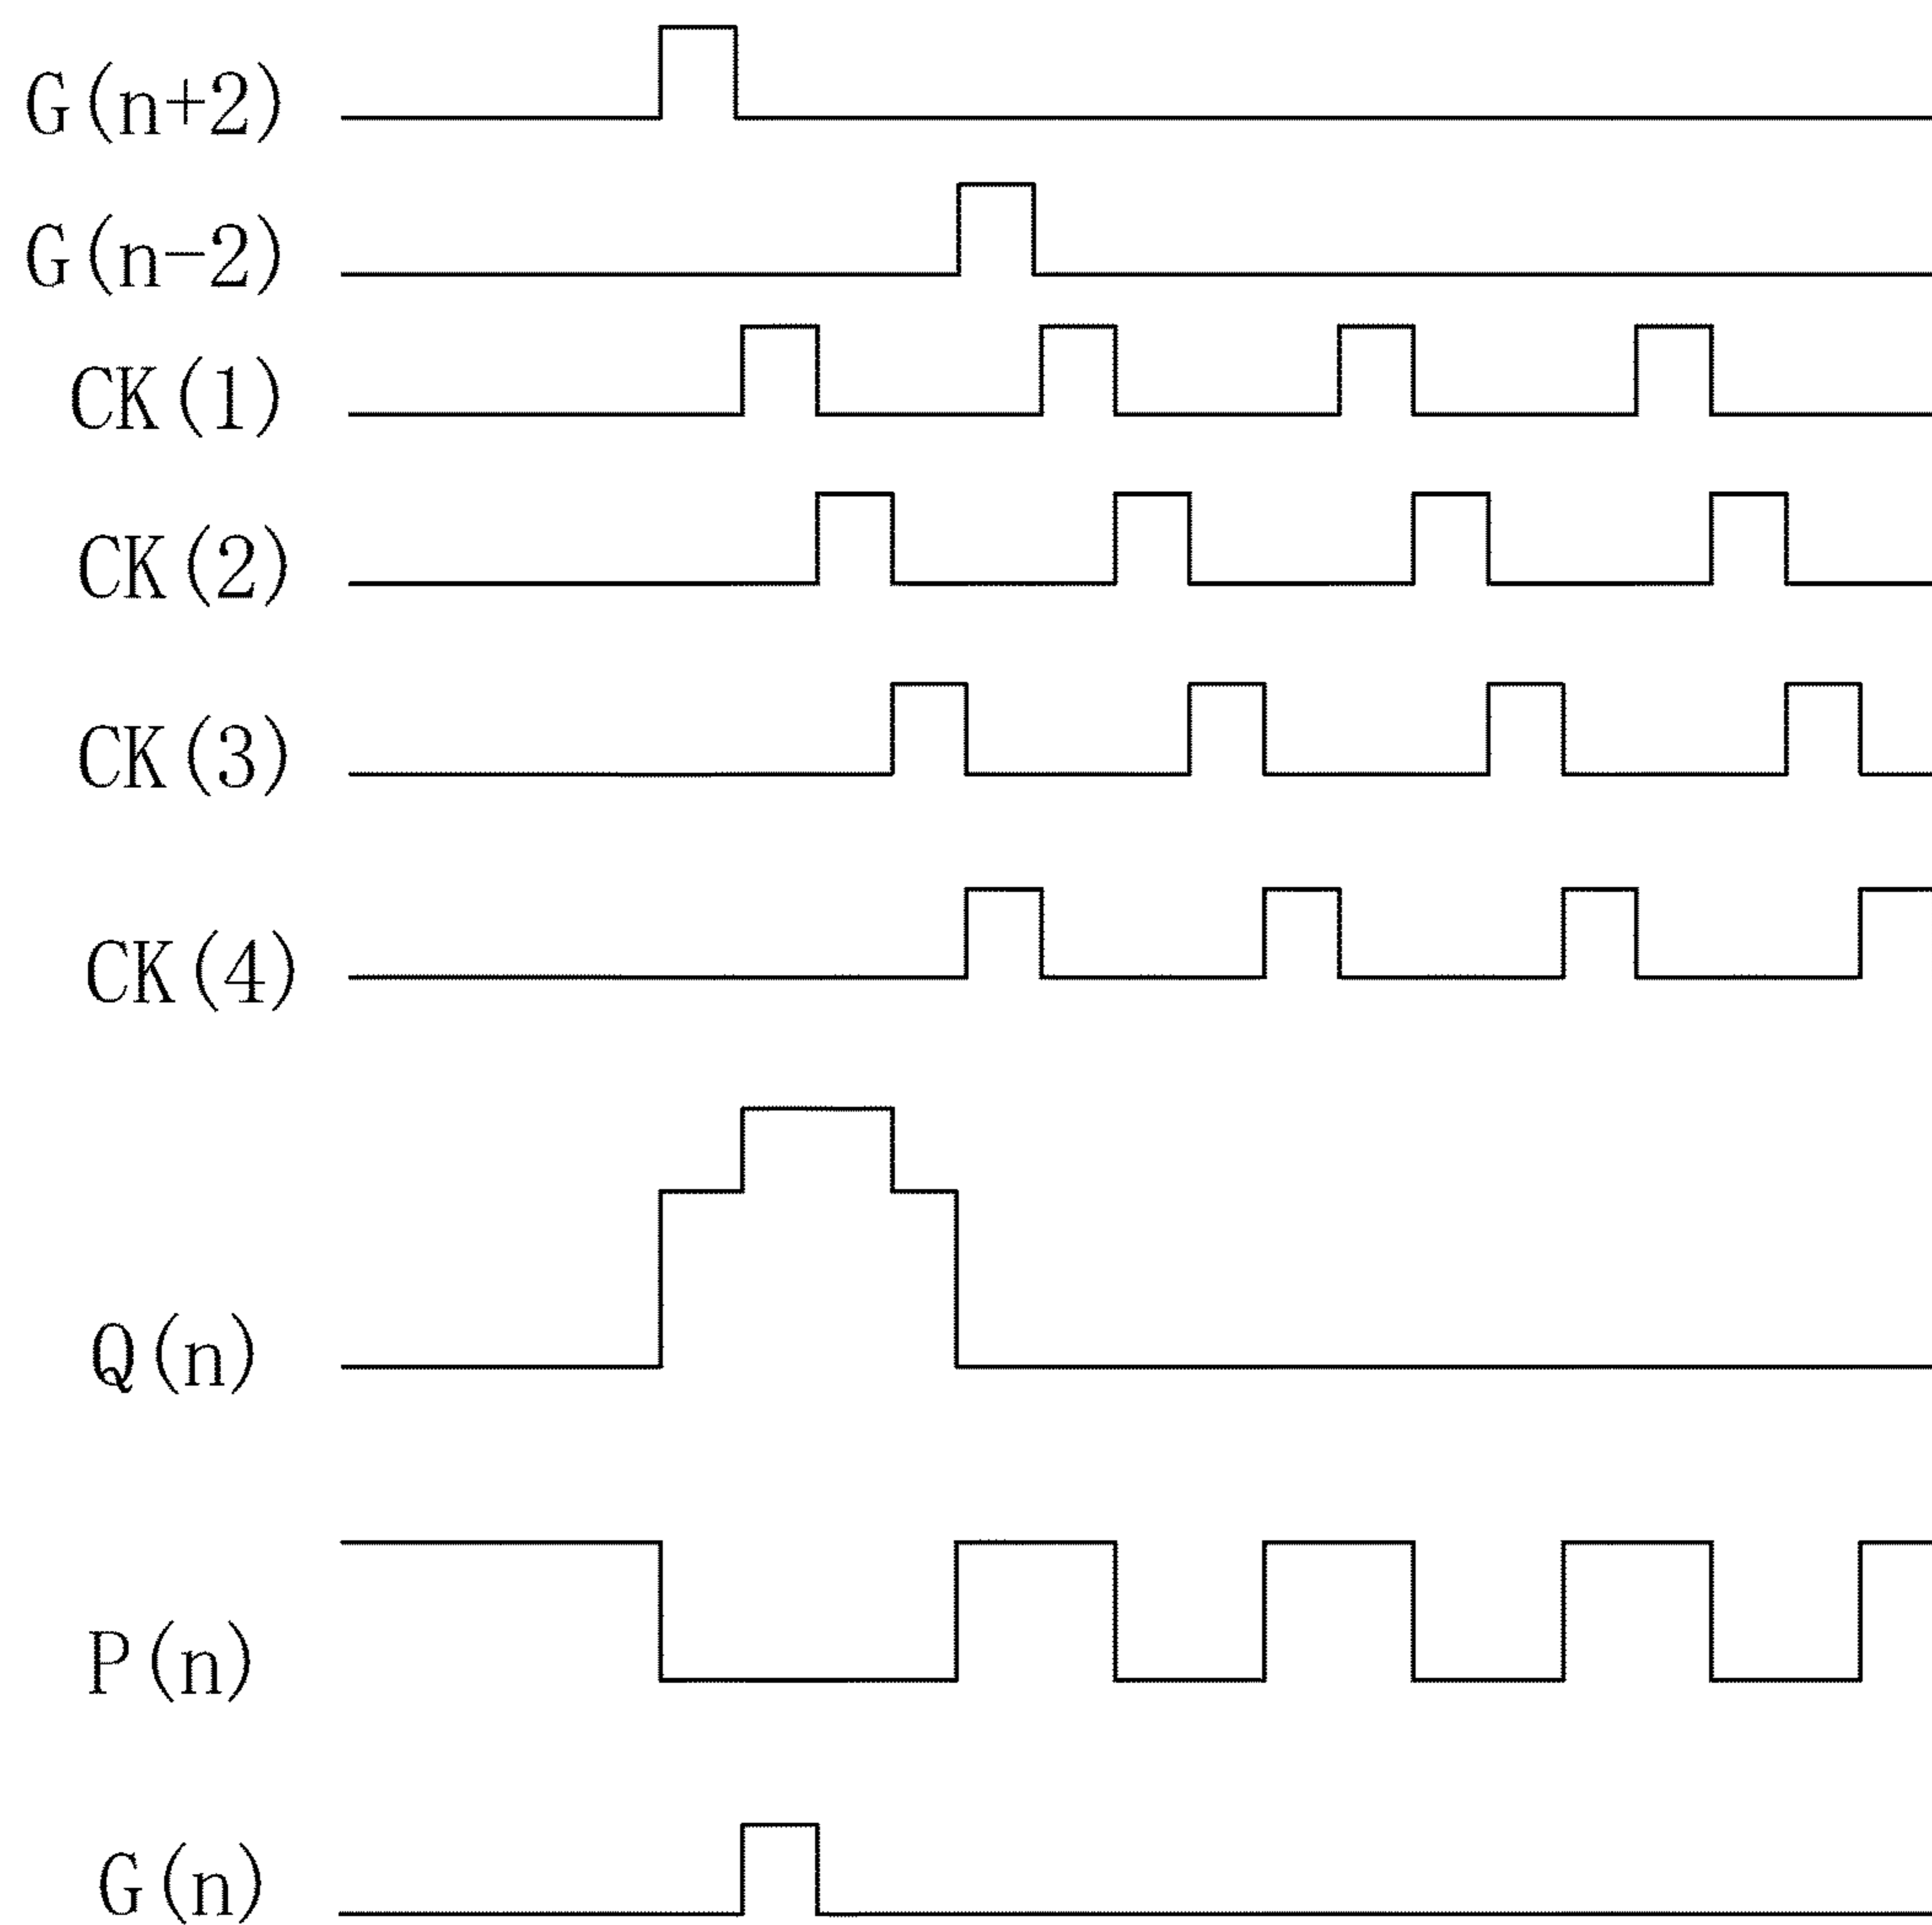 G(n+2)
G(n-2)
CK(1)
CK(2)
CK(3)
CK(4)
Q(n)
P(n)
G(n)